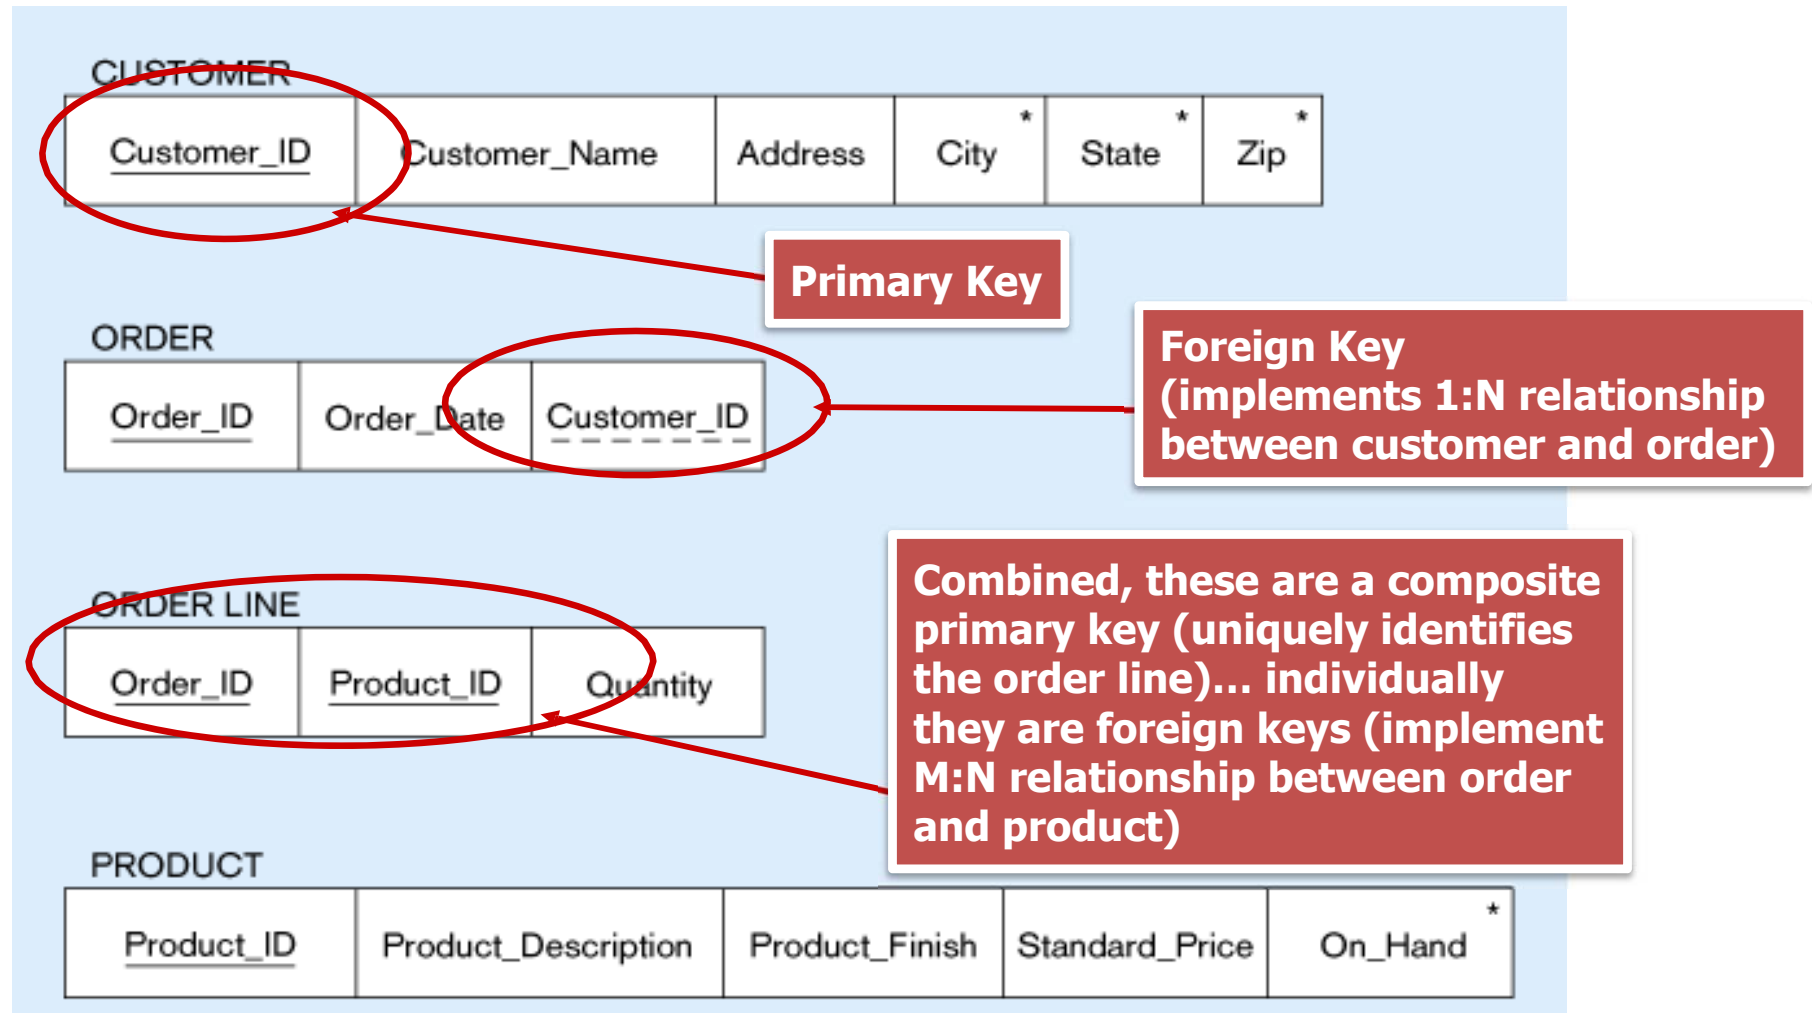 CUSTOMER
Customer_ID Customer_Name Address City * State * Zip *
Primary Key
ORDER
Order_ID Order_Date Customer_ID
Foreign Key
(implements 1:N relationship
between customer and order)
ORDER LINE
Order_ID Product_ID Quantity
Combined, these are a composite
primary key (uniquely identifies
the order line)... individually
they are foreign keys (implement
M:N relationship between order
and product)
PRODUCT
Product_ID Product_Description Product_Finish Standard_Price On_Hand *